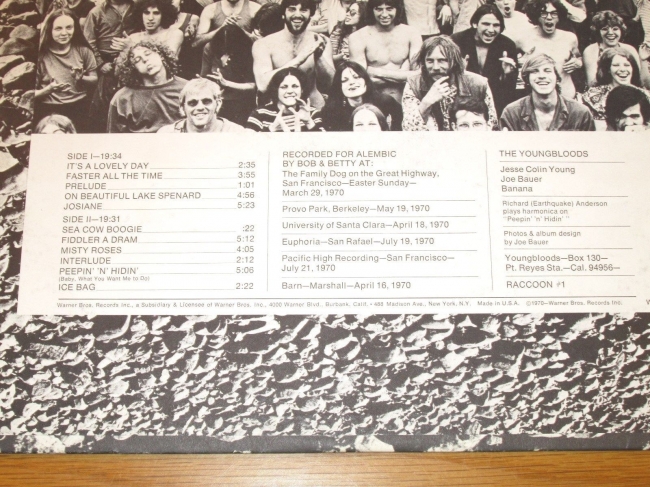 SIDE I—19:34
IT'S A LOVELY DAY 2:35
FASTER ALL THE TIME 3:55
PRELUDE 1:01
ON BEAUTIFUL LAKE SPENARD 4:56
JOSIANE 5:23
SIDE II—19:31
SEA COW BOOGIE :22
FIDDLER A DRAM 5:12
MISTY ROSES 4:05
INTERLUDE 2:12
PEEPIN' 'N' HIDIN' 5:06
(Baby, What You Want Me to Do)
ICE BAG 2:22
RECORDED FOR ALEMBIC
BY BOB & BETTY AT:
The Family Dog on the Great Highway,
San Francisco—Easter Sunday—
March 29, 1970
Provo Park, Berkeley—May 19, 1970
University of Santa Clara—April 18, 1970
Euphoria—San Rafael—July 19, 1970
Pacific High Recording—San Francisco—
July 21, 1970
Barn—Marshall—April 16, 1970
THE YOUNGBLOODS
Jesse Colin Young
Joe Bauer
Banana
Richard (Earthquake) Anderson
plays harmonica on
"Peepin' 'n' Hidin' "
Photos & album design
by Joe Bauer
Youngbloods—Box 130—
Pt. Reyes Sta.—Cal. 94956—
RACCOON #1
Warner Bros. Records Inc., a Subsidiary & Licensee of Warner Bros. Inc., 4000 Warner Blvd., Burbank, Calif. • 488 Madison Ave., New York, N.Y. Made in U.S.A. ©1970—Warner Bros. Records Inc.
W